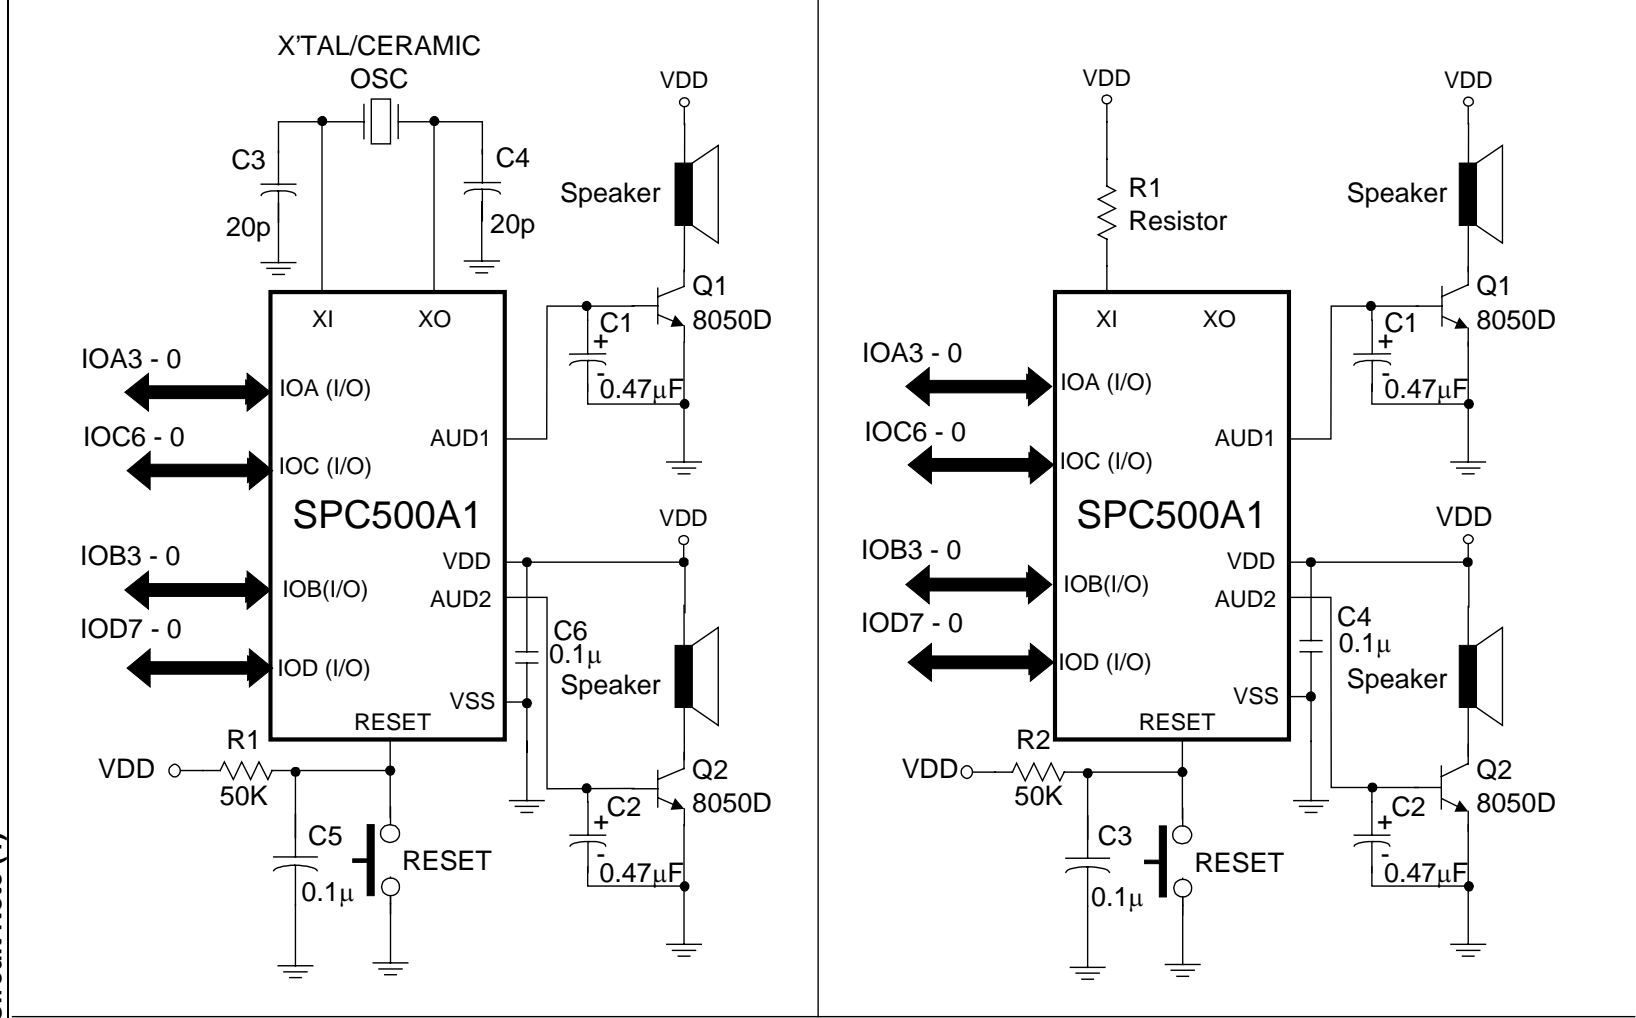 X'TAL/CERAMIC
OSC
C3
20p
C4
20p
VDD
Speaker
Q1
8050D
XI
XO
C1
+
-
0.47μF
IOA3 - 0
IOA (I/O)
IOC6 - 0
IOC (I/O)
AUD1
SPC500A1
VDD
IOB3 - 0
IOB(I/O)
VDD
AUD2
IOD7 - 0
IOD (I/O)
C6
0.1μ
Speaker
VSS
RESET
R1
VDD
50K
Q2
8050D
C2
+
-
0.47μF
C5
0.1μ
RESET
VDD
R1
Resistor
VDD
Speaker
Q1
8050D
XI
XO
C1
+
-
0.47μF
IOA3 - 0
IOA (I/O)
IOC6 - 0
IOC (I/O)
AUD1
SPC500A1
VDD
IOB3 - 0
IOB(I/O)
VDD
AUD2
IOD7 - 0
IOD (I/O)
C4
0.1μ
Speaker
VSS
RESET
R2
VDD
50K
Q2
8050D
C2
+
-
0.47μF
C3
0.1μ
RESET